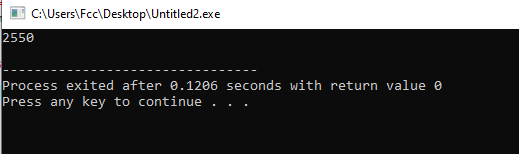 C:\Users\Fcc\Desktop\Untitled2.exe
2550
--------------------------------
Process exited after 0.1206 seconds with return value 0
Press any key to continue . . .